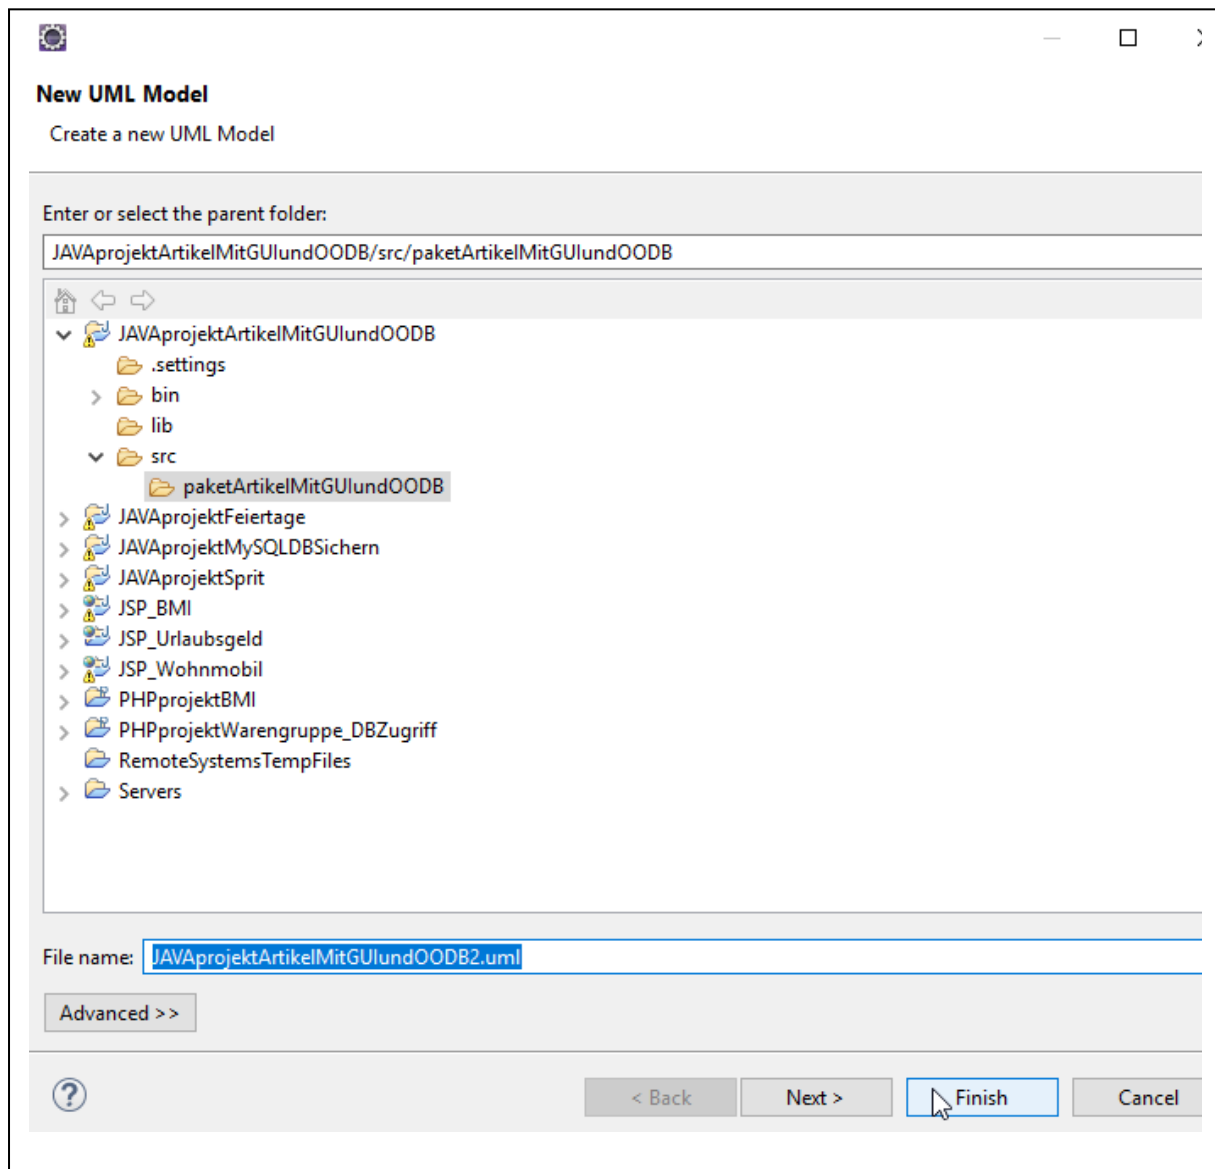 New UML Model
Create a new UML Model
Enter or select the parent folder:
JAVAprojektArtikelMitGUIundOODB/src/paketArtikelMitGUIundOODB
JAVAprojektArtikelMitGUIundOODB
.settings
bin
lib
src
paketArtikelMitGUIundOODB
JAVAprojektFeiertage
JAVAprojektMySQLDBSichern
JAVAprojektSprit
JSP_BMI
JSP_Urlaubsgeld
JSP_Wohnmobil
PHPprojektBMI
PHPprojektWarengruppe_DBZugriff
RemoteSystemsTempFiles
Servers
File name: JAVAprojektArtikelMitGUIundOODB2.uml
Advanced >>
? < Back Next > Finish Cancel